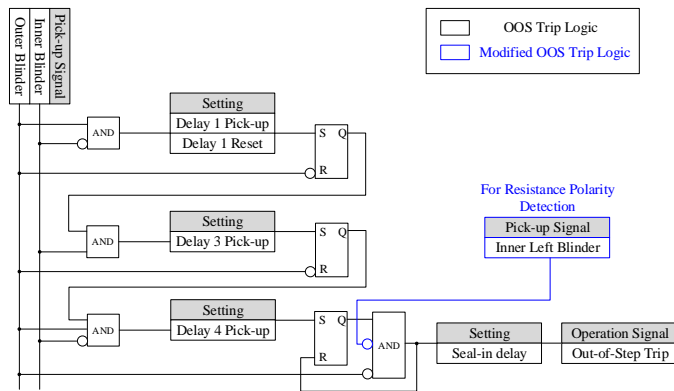 Outer Blinder
Inner Blinder
Pick-up Signal
OOS Trip Logic
Modified OOS Trip Logic
AND
Setting
Delay 1 Pick-up
Delay 1 Reset
S Q
R
For Resistance Polarity
Detection
Pick-up Signal
Inner Left Blinder
AND
Setting
Delay 3 Pick-up
S Q
R
AND
Setting
Delay 4 Pick-up
S Q
R
AND
Setting
Seal-in delay
Operation Signal
Out-of-Step Trip